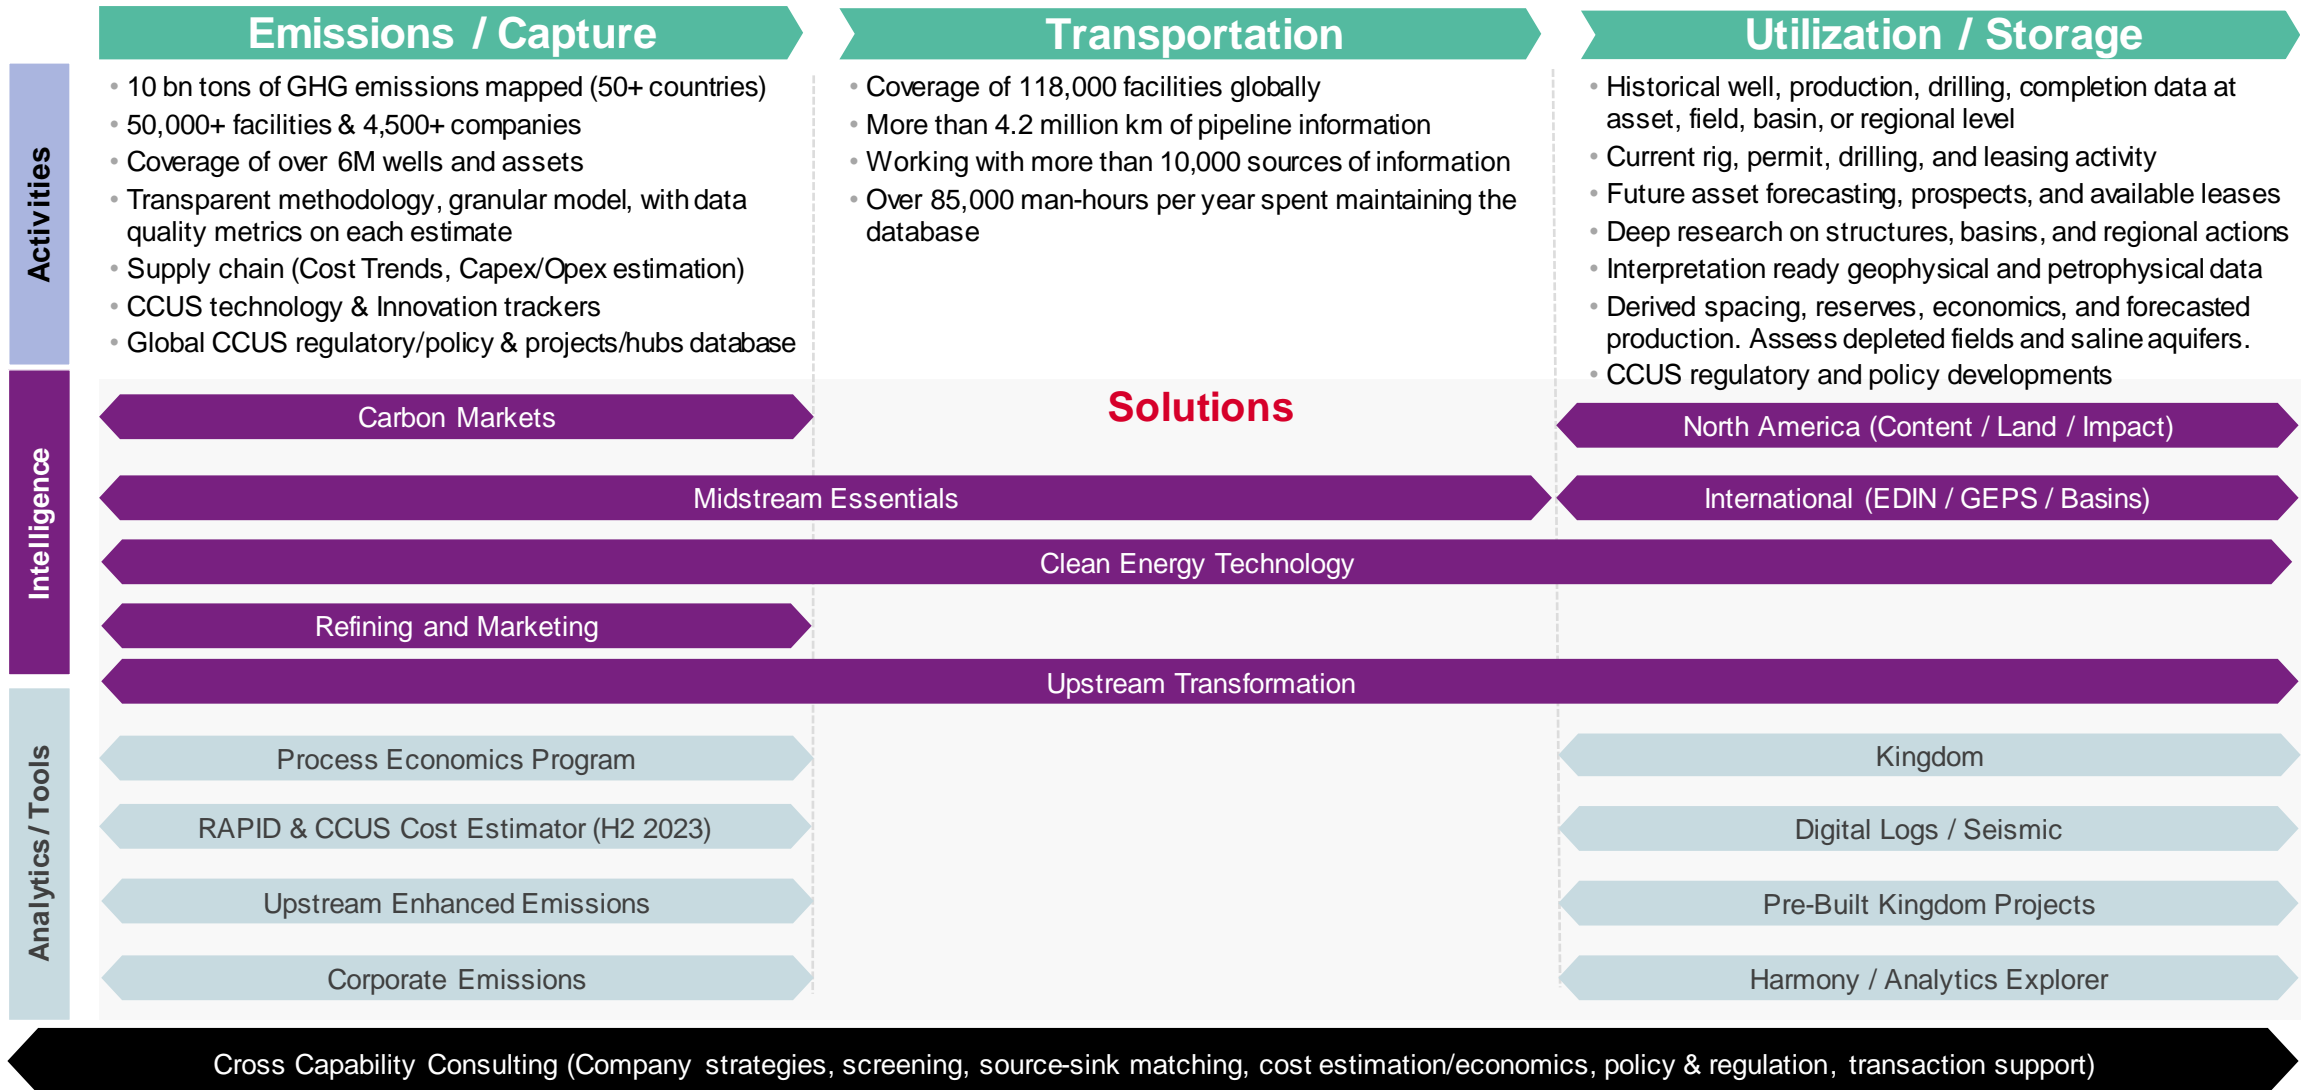 Emissions / Capture
Transportation
Utilization / Storage
Activities
• 10 bn tons of GHG emissions mapped (50+ countries)
• 50,000+ facilities & 4,500+ companies
• Coverage of over 6M wells and assets
• Transparent methodology, granular model, with data
quality metrics on each estimate
• Supply chain (Cost Trends, Capex/Opex estimation)
• CCUS technology & Innovation trackers
• Global CCUS regulatory/policy & projects/hubs database
• Coverage of 118,000 facilities globally
• More than 4.2 million km of pipeline information
• Working with more than 10,000 sources of information
• Over 85,000 man-hours per year spent maintaining the
database
• Historical well, production, drilling, completion data at
asset, field, basin, or regional level
• Current rig, permit, drilling, and leasing activity
• Future asset forecasting, prospects, and available leases
• Deep research on structures, basins, and regional actions
• Interpretation ready geophysical and petrophysical data
• Derived spacing, reserves, economics, and forecasted
production. Assess depleted fields and saline aquifers.
• CCUS regulatory and policy developments
Intelligence
Solutions
Carbon Markets
North America (Content / Land / Impact)
Midstream Essentials
International (EDIN / GEPS / Basins)
Clean Energy Technology
Refining and Marketing
Upstream Transformation
Analytics / Tools
Process Economics Program
Kingdom
RAPID & CCUS Cost Estimator (H2 2023)
Digital Logs / Seismic
Upstream Enhanced Emissions
Pre-Built Kingdom Projects
Corporate Emissions
Harmony / Analytics Explorer
Cross Capability Consulting (Company strategies, screening, source-sink matching, cost estimation/economics, policy & regulation, transaction support)